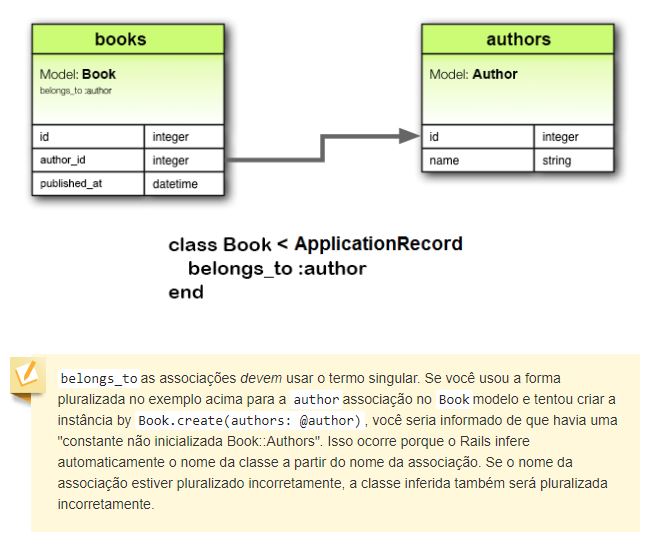 books
Model: Book
belongs_to :author
id integer
author_id integer
published_at datetime
authors
Model: Author
id integer
name string
class Book < ApplicationRecord
belongs_to :author
end
belongs_to as associações devem usar o termo singular. Se você usou a forma
pluralizada no exemplo acima para a author associação no Book modelo e tentou criar a
instância by Book.create(authors: @author) , você seria informado de que havia uma
"constante não inicializada Book::Authors". Isso ocorre porque o Rails infere
automaticamente o nome da classe a partir do nome da associação. Se o nome da
associação estiver pluralizado incorretamente, a classe inferida também será pluralizada
incorretamente.